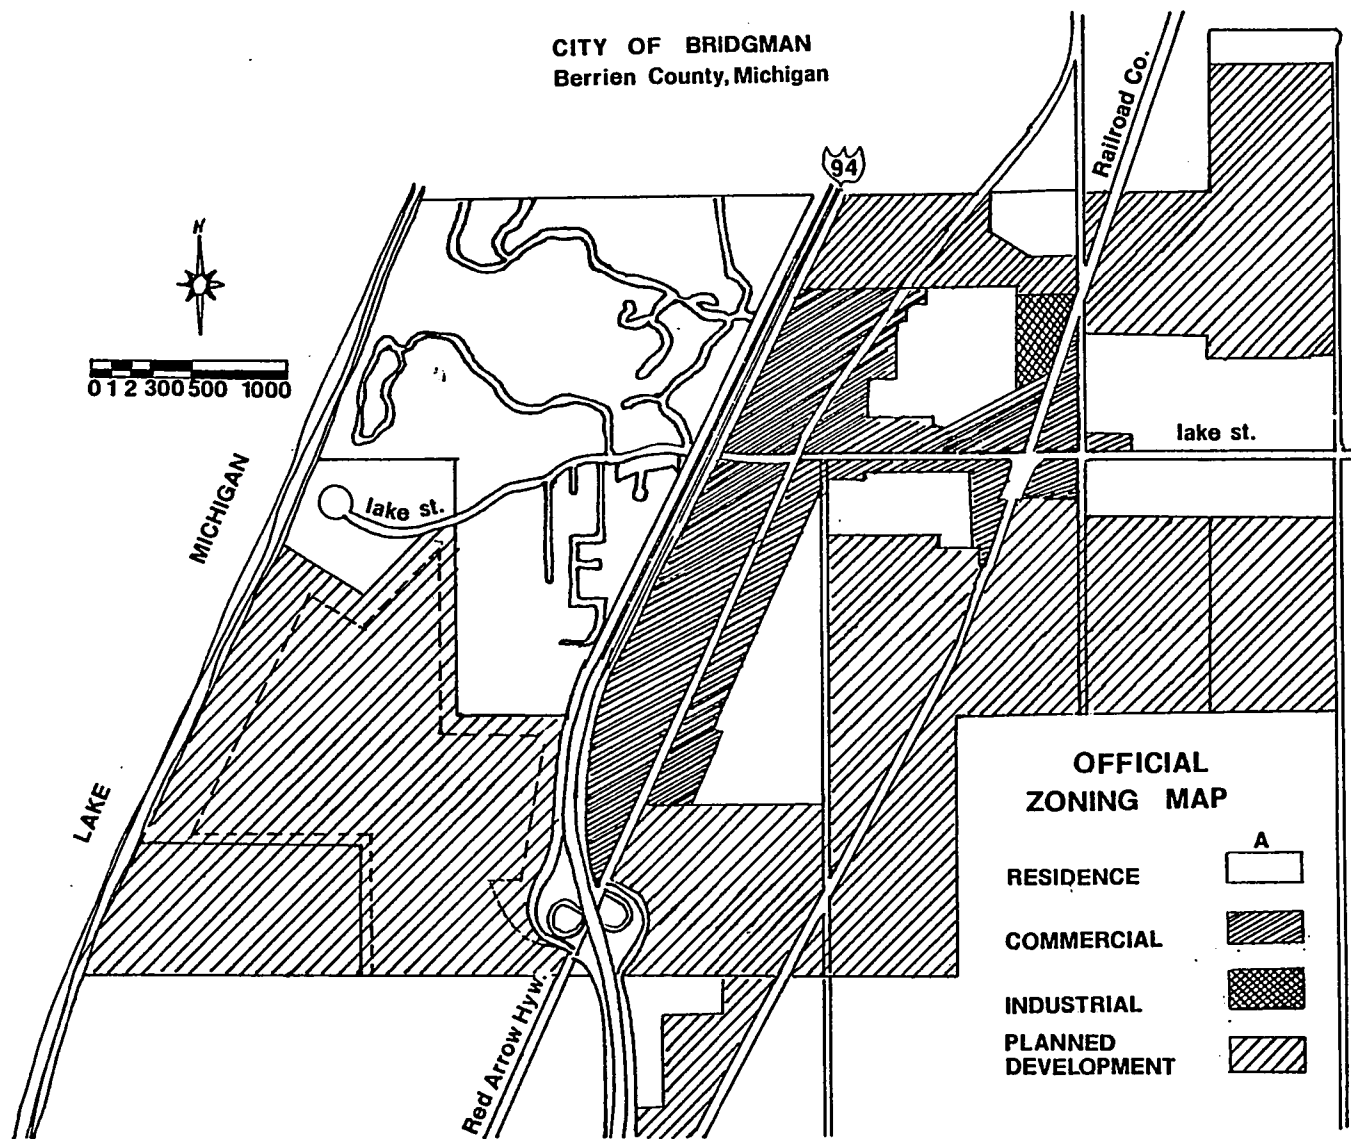 CITY OF BRIDGMAN
Berrien County, Michigan
Railroad Co.
94
N
0 1 2 300 500 1000
lake st.
MICHIGAN
lake st.
LAKE
OFFICIAL
ZONING MAP
A
RESIDENCE
COMMERCIAL
INDUSTRIAL
PLANNED
DEVELOPMENT
Red Arrow Hyw.